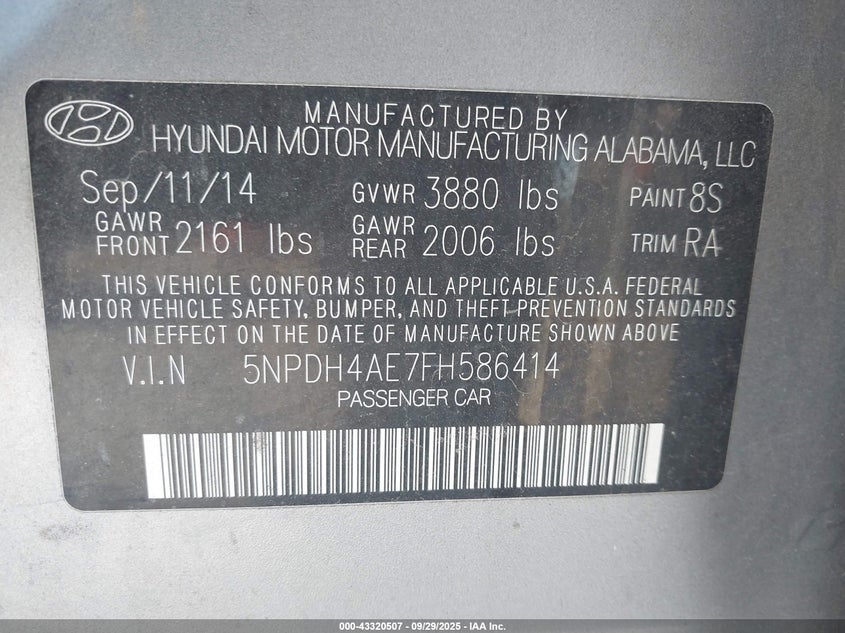 MANUFACTURED BY
HYUNDAI MOTOR MANUFACTURING ALABAMA, LLC
Sep/11/14 GVWR 3880 lbs PAINT 8S
GAWR FRONT 2161 lbs GAWR REAR 2006 lbs TRIM RA
THIS VEHICLE CONFORMS TO ALL APPLICABLE U.S.A. FEDERAL
MOTOR VEHICLE SAFETY, BUMPER, AND THEFT PREVENTION STANDARDS
IN EFFECT ON THE DATE OF MANUFACTURE SHOWN ABOVE
V.I.N 5NPDH4AE7FH586414
PASSENGER CAR
000-43320507 - 09/29/2025 - IAA Inc.